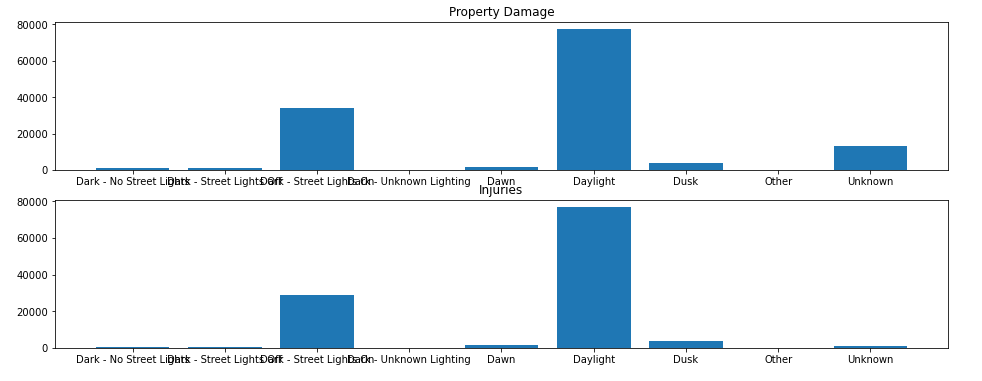 Property Damage
80000
60000
40000
20000
0
Dark - No Street Lights Dark - Street Lights Off Dark - Street Lights On Dark - Unknown Lighting Dawn Daylight Dusk Other Unknown
Injuries
80000
60000
40000
20000
0
Dark - No Street Lights Dark - Street Lights Off Dark - Street Lights On Dark - Unknown Lighting Dawn Daylight Dusk Other Unknown